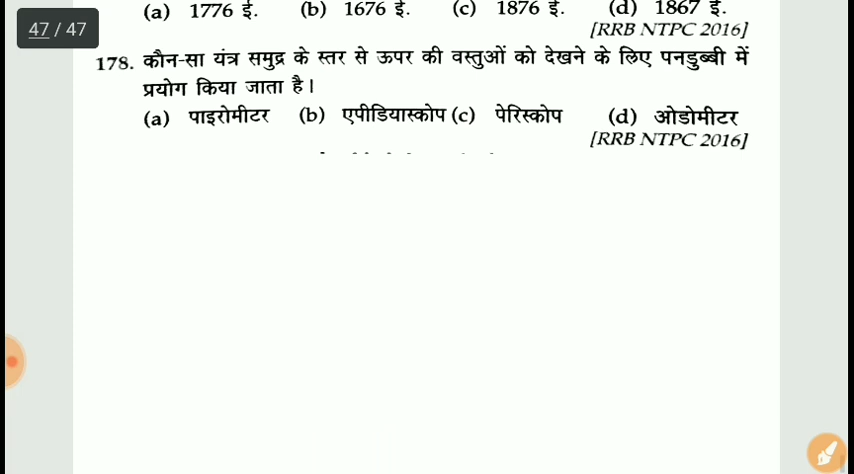 (a) 1776 ई. (b) 1676 ई. (c) 1876 ई. (d) 1867 ई.
47 / 47
[RRB NTPC 2016]
178. कौन-सा यंत्र समुद्र के स्तर से ऊपर की वस्तुओं को देखने के लिए पनडुब्बी में
प्रयोग किया जाता है।
(a) पाइरोमीटर (b) एपीडियास्कोप (c) पेरिस्कोप (d) ओडोमीटर
[RRB NTPC 2016]